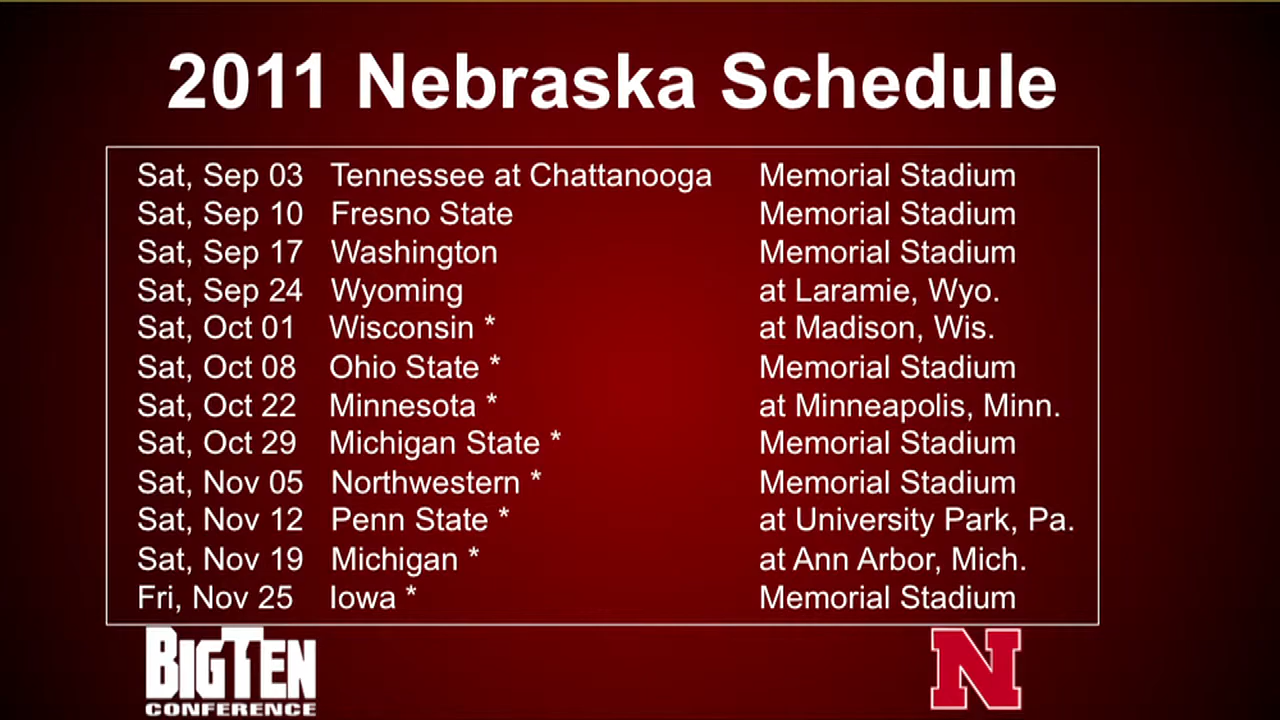 2011 Nebraska Schedule
Sat, Sep 03 Tennessee at Chattanooga Memorial Stadium
Sat, Sep 10 Fresno State Memorial Stadium
Sat, Sep 17 Washington Memorial Stadium
Sat, Sep 24 Wyoming at Laramie, Wyo.
Sat, Oct 01 Wisconsin * at Madison, Wis.
Sat, Oct 08 Ohio State * Memorial Stadium
Sat, Oct 22 Minnesota * at Minneapolis, Minn.
Sat, Oct 29 Michigan State * Memorial Stadium
Sat, Nov 05 Northwestern * Memorial Stadium
Sat, Nov 12 Penn State * at University Park, Pa.
Sat, Nov 19 Michigan * at Ann Arbor, Mich.
Fri, Nov 25 Iowa * Memorial Stadium
BIG TEN N
CONFERENCE